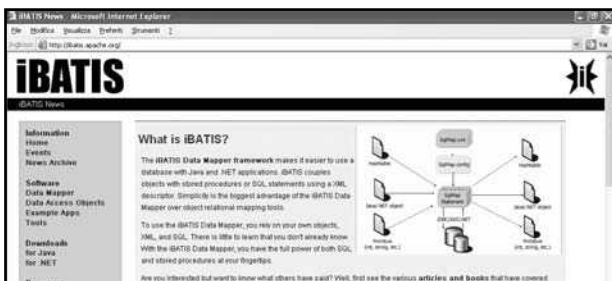 iBATIS News - Microsoft Internet Explorer
File Modifica Visualizza Preferiti Strumenti ?
http://ibatis.apache.org/
Vai
iBATIS
iBATIS News
Information
Home
Events
News Archive
Software
Data Mapper
Data Access Objects
Example Apps
Tools
Downloads
for Java
for .NET
What is iBATIS?
The iBATIS Data Mapper framework makes it easier to use a
database with Java and .NET applications. iBATIS couples
objects with stored procedures or SQL statements using a XML
descriptor. Simplicity is the biggest advantage of the iBATIS Data
Mapper over object relational mapping tools.
To use the iBATIS Data Mapper, you rely on your own objects,
XML, and SQL. There is little to learn that you don't already know.
With the iBATIS Data Mapper, you have the full power of both SQL
and stored procedures at your fingertips.
Are you interested but want to know what others have said? Well, first see the various articles and books that have covered